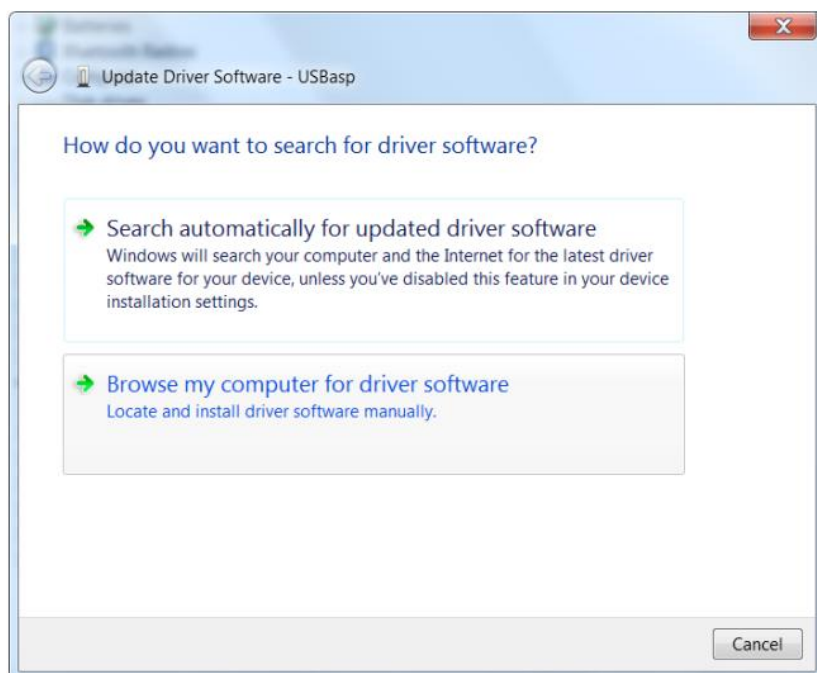 Batteries
Bluetooth Radios
Update Driver Software - USBasp
How do you want to search for driver software?
Search automatically for updated driver software
Windows will search your computer and the Internet for the latest driver
software for your device, unless you've disabled this feature in your device
installation settings.
Browse my computer for driver software
Locate and install driver software manually.
Cancel